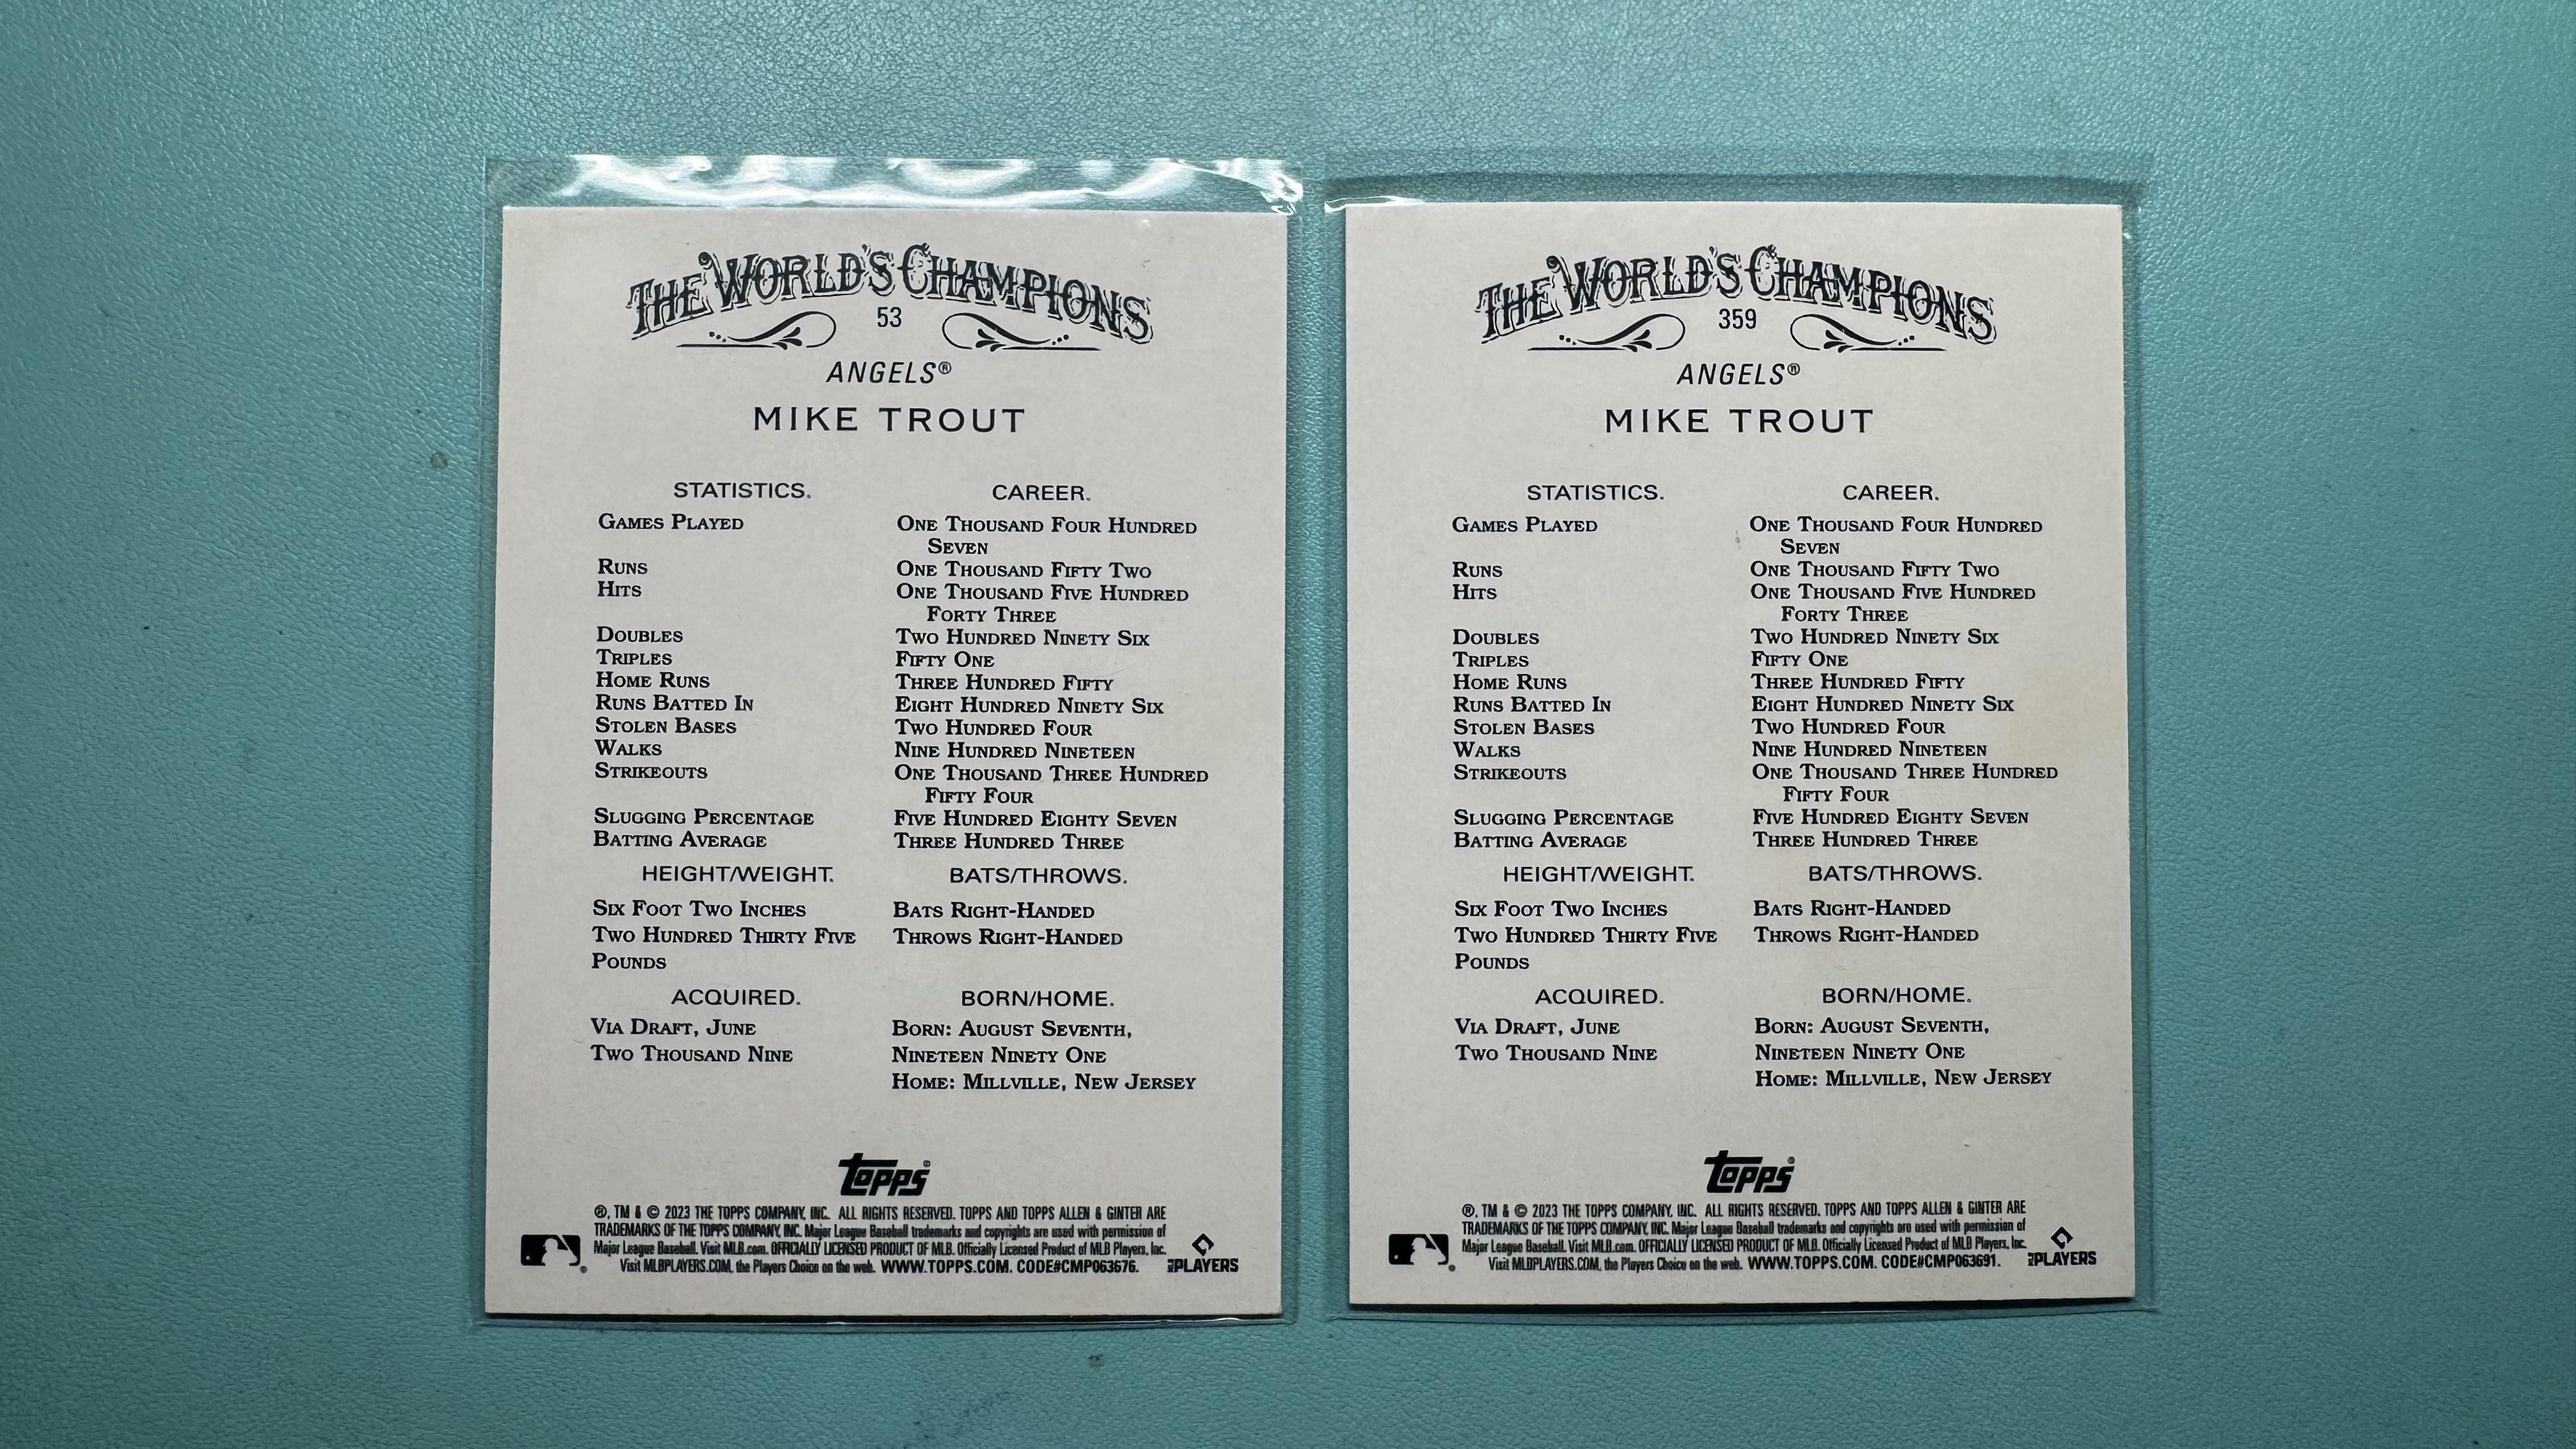 THE WORLD'S CHAMPIONS
53
ANGELS®
MIKE TROUT
STATISTICS. CAREER.
GAMES PLAYED ONE THOUSAND FOUR HUNDRED
SEVEN
RUNS ONE THOUSAND FIFTY TWO
HITS ONE THOUSAND FIVE HUNDRED
FORTY THREE
DOUBLES TWO HUNDRED NINETY SIX
TRIPLES FIFTY ONE
HOME RUNS THREE HUNDRED FIFTY
RUNS BATTED IN EIGHT HUNDRED NINETY SIX
STOLEN BASES TWO HUNDRED FOUR
WALKS NINE HUNDRED NINETEEN
STRIKEOUTS ONE THOUSAND THREE HUNDRED
FIFTY FOUR
SLUGGING PERCENTAGE FIVE HUNDRED EIGHTY SEVEN
BATTING AVERAGE THREE HUNDRED THREE
HEIGHT/WEIGHT. BATS/THROWS.
SIX FOOT TWO INCHES BATS RIGHT-HANDED
TWO HUNDRED THIRTY FIVE THROWS RIGHT-HANDED
POUNDS
ACQUIRED. BORN/HOME.
VIA DRAFT, JUNE BORN: AUGUST SEVENTH,
TWO THOUSAND NINE NINETEEN NINETY ONE
HOME: MILLVILLE, NEW JERSEY
topps®
®, TM & © 2023 THE TOPPS COMPANY, INC. ALL RIGHTS RESERVED. TOPPS AND TOPPS ALLEN & GINTER ARE
TRADEMARKS OF THE TOPPS COMPANY, INC. Major League Baseball trademarks and copyrights are used with permission of
Major League Baseball. Visit MLB.com. OFFICIALLY LICENSED PRODUCT OF MLB. Officially Licensed Product of MLB Players, Inc.
Visit MLBPLAYERS.COM, the Players Choice on the web. WWW.TOPPS.COM. CODE#CMP063676.
PLAYERS
THE WORLD'S CHAMPIONS
359
ANGELS®
MIKE TROUT
STATISTICS. CAREER.
GAMES PLAYED ONE THOUSAND FOUR HUNDRED
SEVEN
RUNS ONE THOUSAND FIFTY TWO
HITS ONE THOUSAND FIVE HUNDRED
FORTY THREE
DOUBLES TWO HUNDRED NINETY SIX
TRIPLES FIFTY ONE
HOME RUNS THREE HUNDRED FIFTY
RUNS BATTED IN EIGHT HUNDRED NINETY SIX
STOLEN BASES TWO HUNDRED FOUR
WALKS NINE HUNDRED NINETEEN
STRIKEOUTS ONE THOUSAND THREE HUNDRED
FIFTY FOUR
SLUGGING PERCENTAGE FIVE HUNDRED EIGHTY SEVEN
BATTING AVERAGE THREE HUNDRED THREE
HEIGHT/WEIGHT. BATS/THROWS.
SIX FOOT TWO INCHES BATS RIGHT-HANDED
TWO HUNDRED THIRTY FIVE THROWS RIGHT-HANDED
POUNDS
ACQUIRED. BORN/HOME.
VIA DRAFT, JUNE BORN: AUGUST SEVENTH,
TWO THOUSAND NINE NINETEEN NINETY ONE
HOME: MILLVILLE, NEW JERSEY
topps®
®, TM & © 2023 THE TOPPS COMPANY, INC. ALL RIGHTS RESERVED. TOPPS AND TOPPS ALLEN & GINTER ARE
TRADEMARKS OF THE TOPPS COMPANY, INC. Major League Baseball trademarks and copyrights are used with permission of
Major League Baseball. Visit MLB.com. OFFICIALLY LICENSED PRODUCT OF MLB. Officially Licensed Product of MLB Players, Inc.
Visit MLBPLAYERS.COM, the Players Choice on the web. WWW.TOPPS.COM. CODE#CMP063691.
PLAYERS